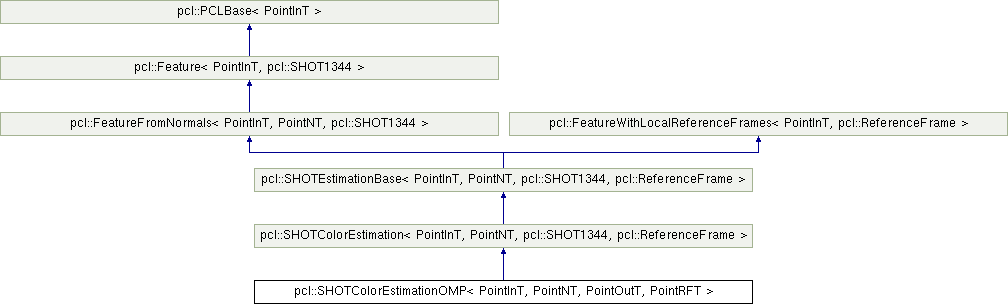 pcl::PCLBase< PointInT >
pcl::Feature< PointInT, pcl::SHOT1344 >
pcl::FeatureFromNormals< PointInT, PointNT, pcl::SHOT1344 >
pcl::FeatureWithLocalReferenceFrames< PointInT, pcl::ReferenceFrame >
pcl::SHOTEstimationBase< PointInT, PointNT, pcl::SHOT1344, pcl::ReferenceFrame >
pcl::SHOTColorEstimation< PointInT, PointNT, pcl::SHOT1344, pcl::ReferenceFrame >
pcl::SHOTColorEstimationOMP< PointInT, PointNT, PointOutT, PointRFT >